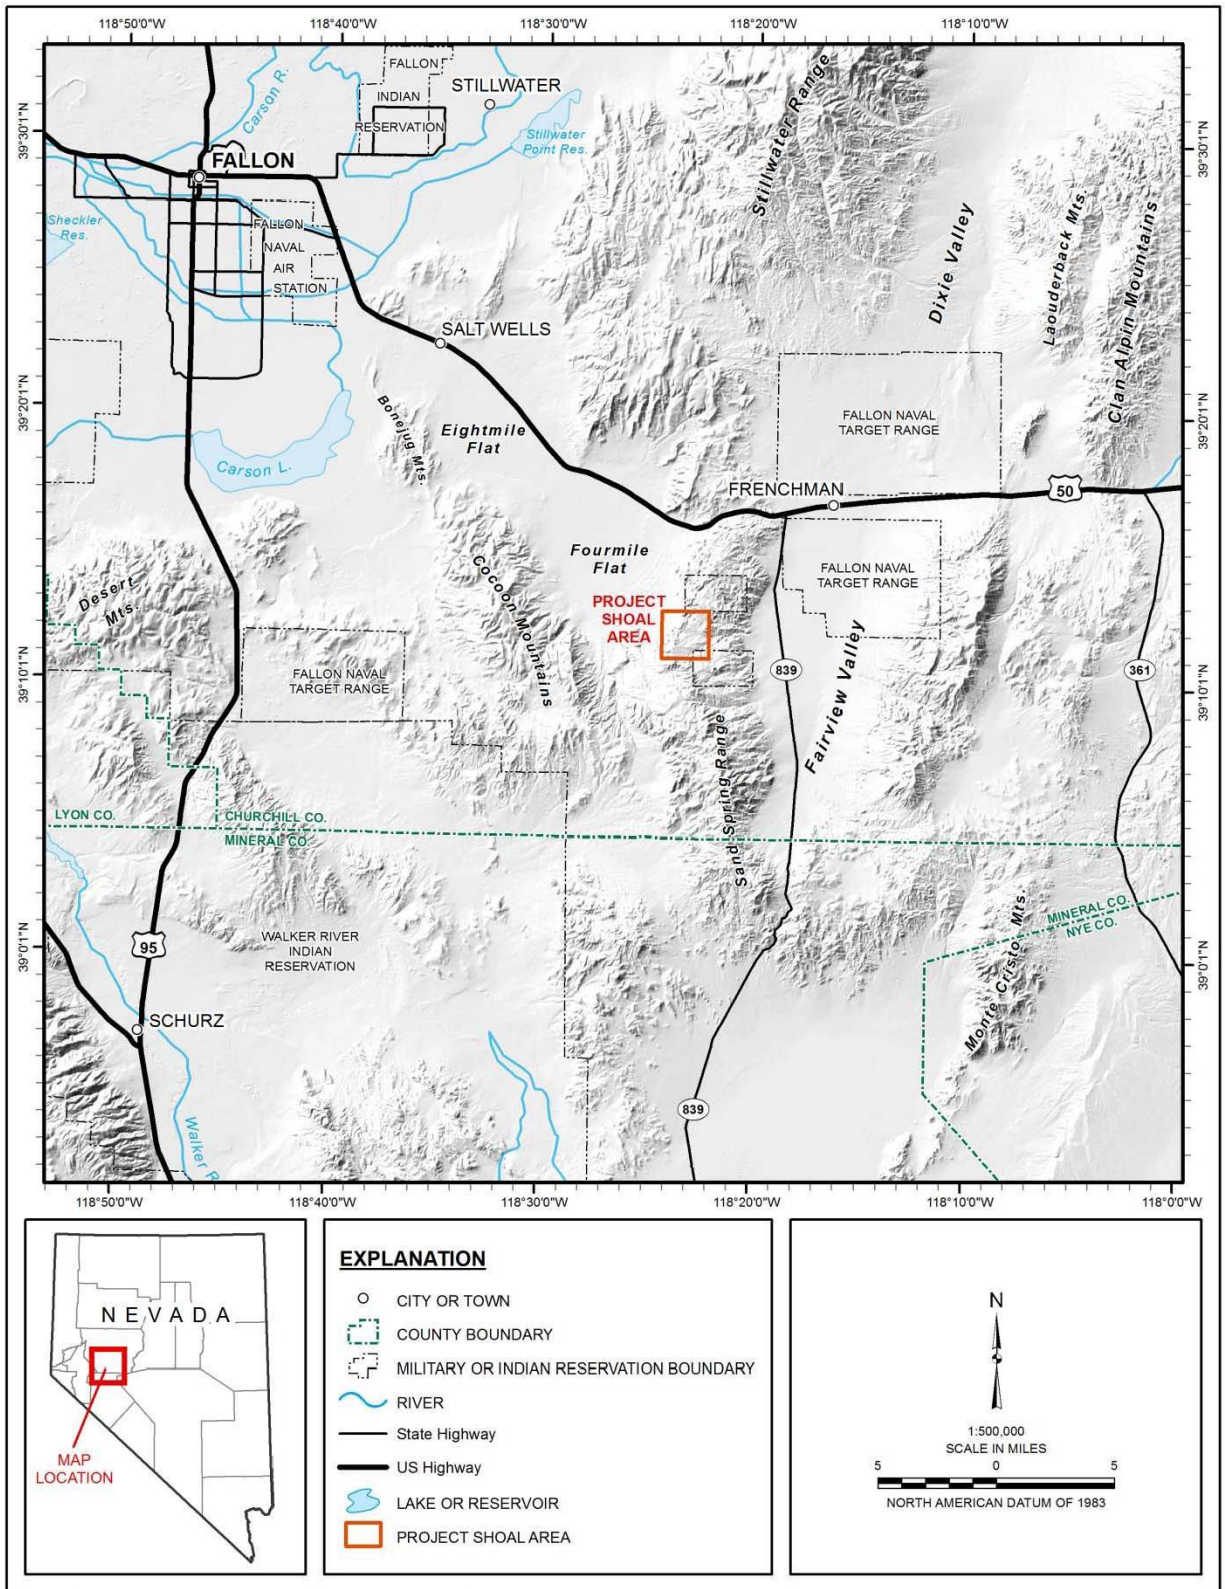 118°50'0"W
118°40'0"W
118°30'0"W
118°20'0"W
118°10'0"W
39°30'1"N
39°20'1"N
39°10'1"N
39°0'1"N
39°30'1"N
39°20'1"N
39°10'1"N
39°0'1"N
FALLON
INDIAN
RESERVATION
STILLWATER
Stillwater
Point Res.
Carson R.
FALLON
Sheckler
Res.
FALLON
NAVAL
AIR
STATION
Stillwater Range
Dixie Valley
Laouderback Mts.
Clan Alpin Mountains
SALT WELLS
Bonejug Mts.
Eightmile
Flat
Carson L.
FALLON NAVAL
TARGET RANGE
FRENCHMAN
50
Fourmile
Flat
FALLON NAVAL
TARGET RANGE
Desert
Mts.
Cocoon Mountains
PROJECT
SHOAL
AREA
FALLON NAVAL
TARGET RANGE
839
361
Fairview Valley
Sand Spring Range
LYON CO.
CHURCHILL CO.
MINERAL CO.
MINERAL CO.
NYE CO.
Monte Cristo Mts.
WALKER RIVER
INDIAN
RESERVATION
95
SCHURZ
839
Walker R
118°50'0"W
118°40'0"W
118°30'0"W
118°20'0"W
118°10'0"W
118°0'0"W
NEVADA
MAP
LOCATION
EXPLANATION
CITY OR TOWN
COUNTY BOUNDARY
MILITARY OR INDIAN RESERVATION BOUNDARY
RIVER
State Highway
US Highway
LAKE OR RESERVOIR
PROJECT SHOAL AREA
N
1:500,000
SCALE IN MILES
5 0 5
NORTH AMERICAN DATUM OF 1983